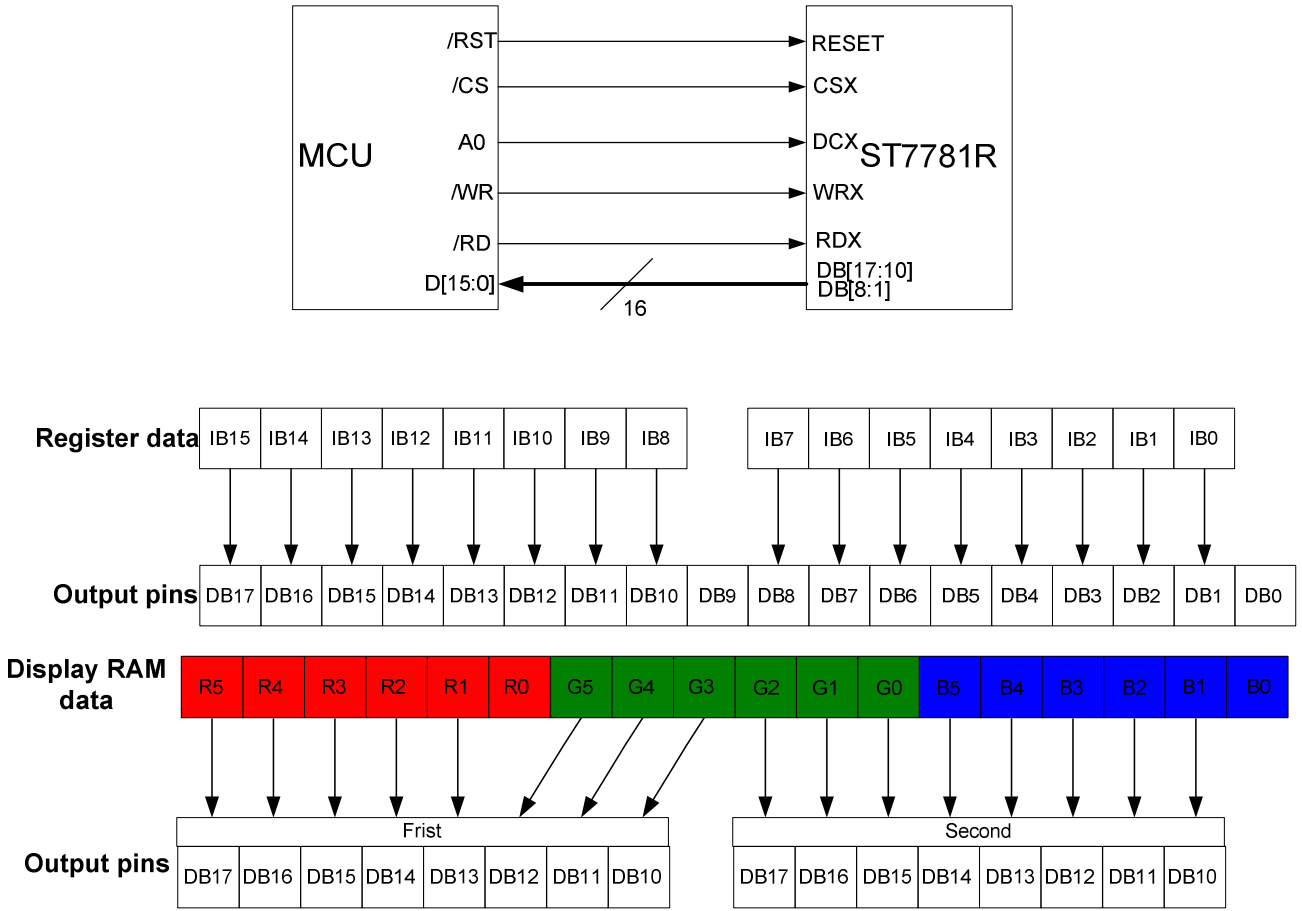 MCU
/RST
/CS
A0
/WR
/RD
D[15:0]
16
RESET
CSX
DCX
ST7781R
WRX
RDX
DB[17:10]
DB[8:1]
Register data IB15 IB14 IB13 IB12 IB11 IB10 IB9 IB8 IB7 IB6 IB5 IB4 IB3 IB2 IB1 IB0
Output pins DB17 DB16 DB15 DB14 DB13 DB12 DB11 DB10 DB9 DB8 DB7 DB6 DB5 DB4 DB3 DB2 DB1 DB0
Display RAM
data
R5 R4 R3 R2 R1 R0 G5 G4 G3 G2 G1 G0 B5 B4 B3 B2 B1 B0
Frist Second
Output pins DB17 DB16 DB15 DB14 DB13 DB12 DB11 DB10 DB17 DB16 DB15 DB14 DB13 DB12 DB11 DB10